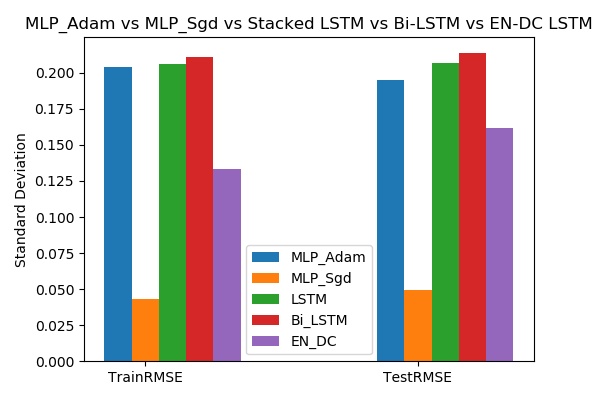 MLP_Adam vs MLP_Sgd vs Stacked LSTM vs Bi-LSTM vs EN-DC LSTM
Standard Deviation
0.200
0.175
0.150
0.125
0.100
0.075
0.050
0.025
0.000
MLP_Adam
MLP_Sgd
LSTM
Bi_LSTM
EN_DC
TrainRMSE
TestRMSE